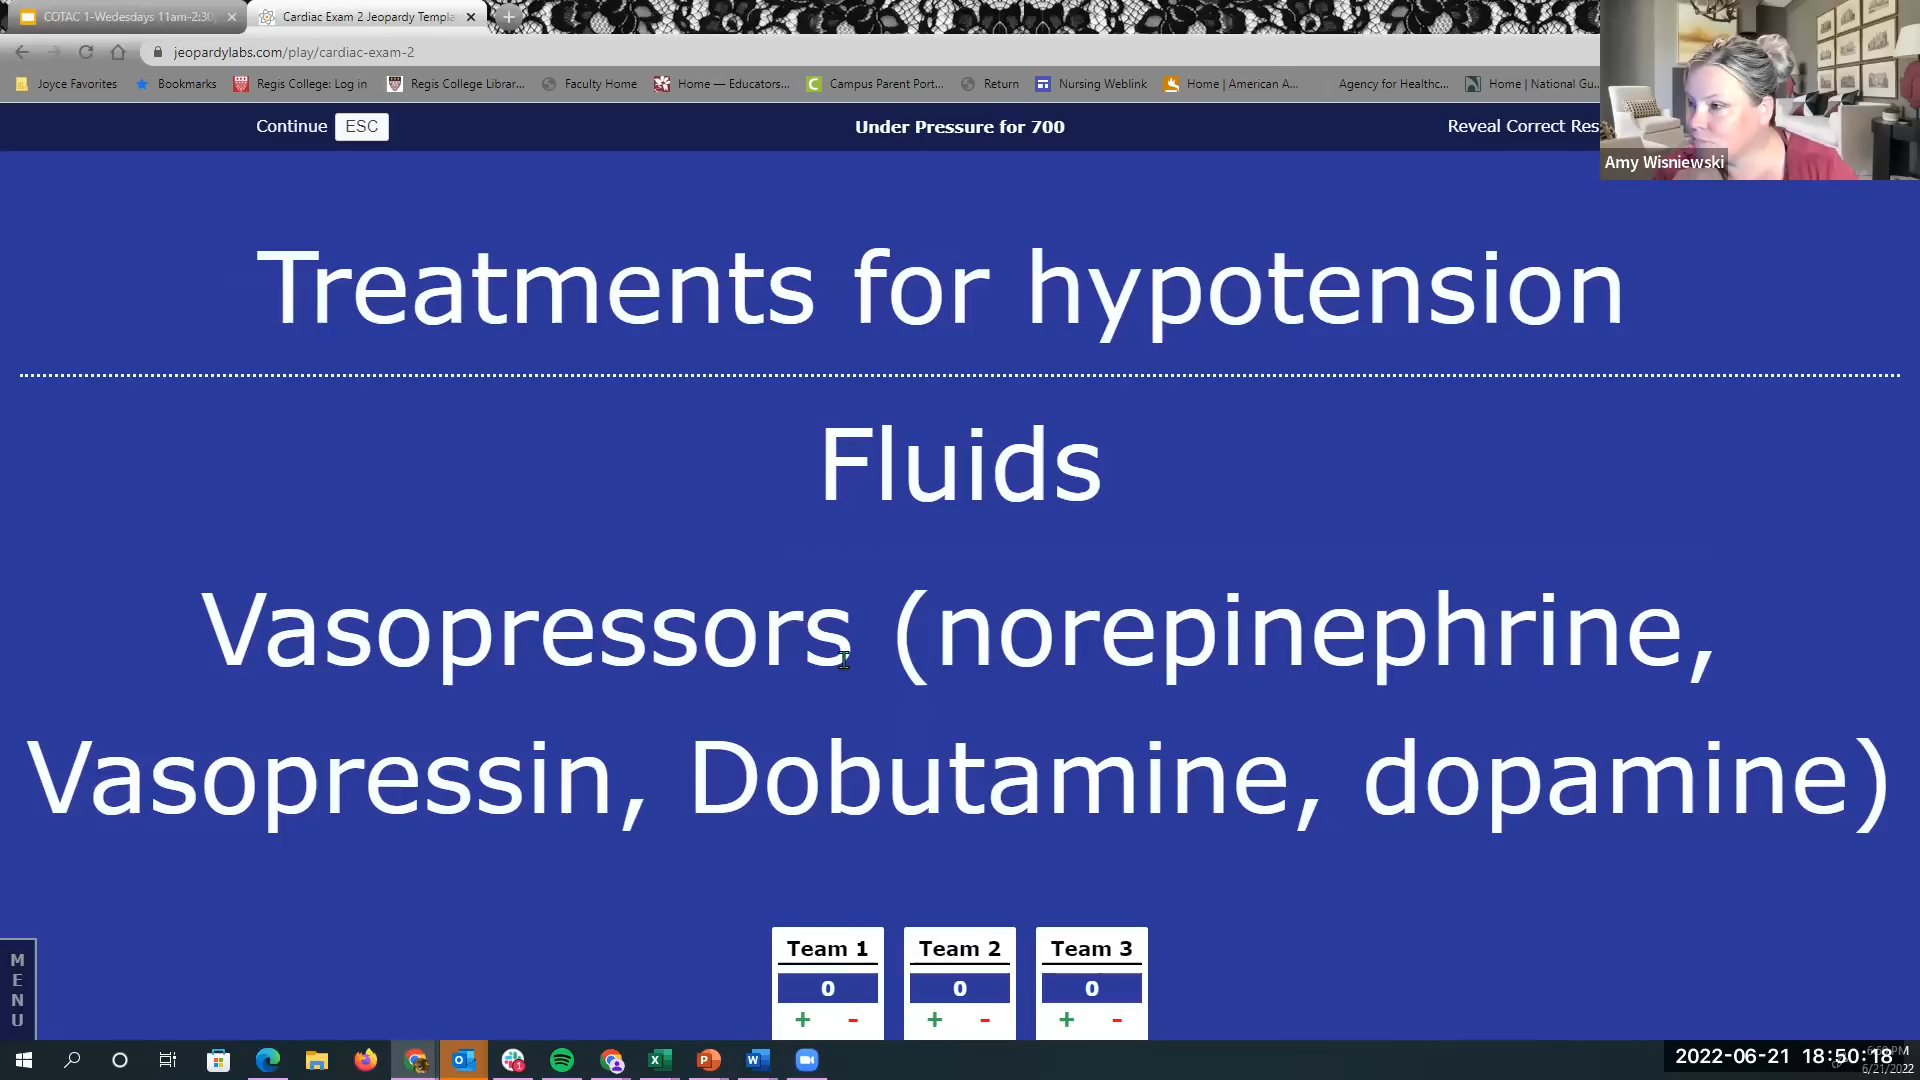 COTAC 1-Wedesdays 11am-2:30
Cardiac Exam 2 Jeopardy Templa
jeopardylabs.com/play/cardiac-exam-2
Joyce Favorites
Bookmarks
Regis College: Log in
Regis College Librar...
Faculty Home
Home — Educators...
Campus Parent Port...
Return
Nursing Weblink
Home | American A...
Agency for Healthc...
Home | National Gu...
Continue ESC
Under Pressure for 700
Reveal Correct Res
Amy Wisniewski
Treatments for hypotension
Fluids
Vasopressors (norepinephrine,
Vasopressin, Dobutamine, dopamine)
MENU
Team 1
0
+ -
Team 2
0
+ -
Team 3
0
+ -
2022-06-21 18:50:18
6/21/2022